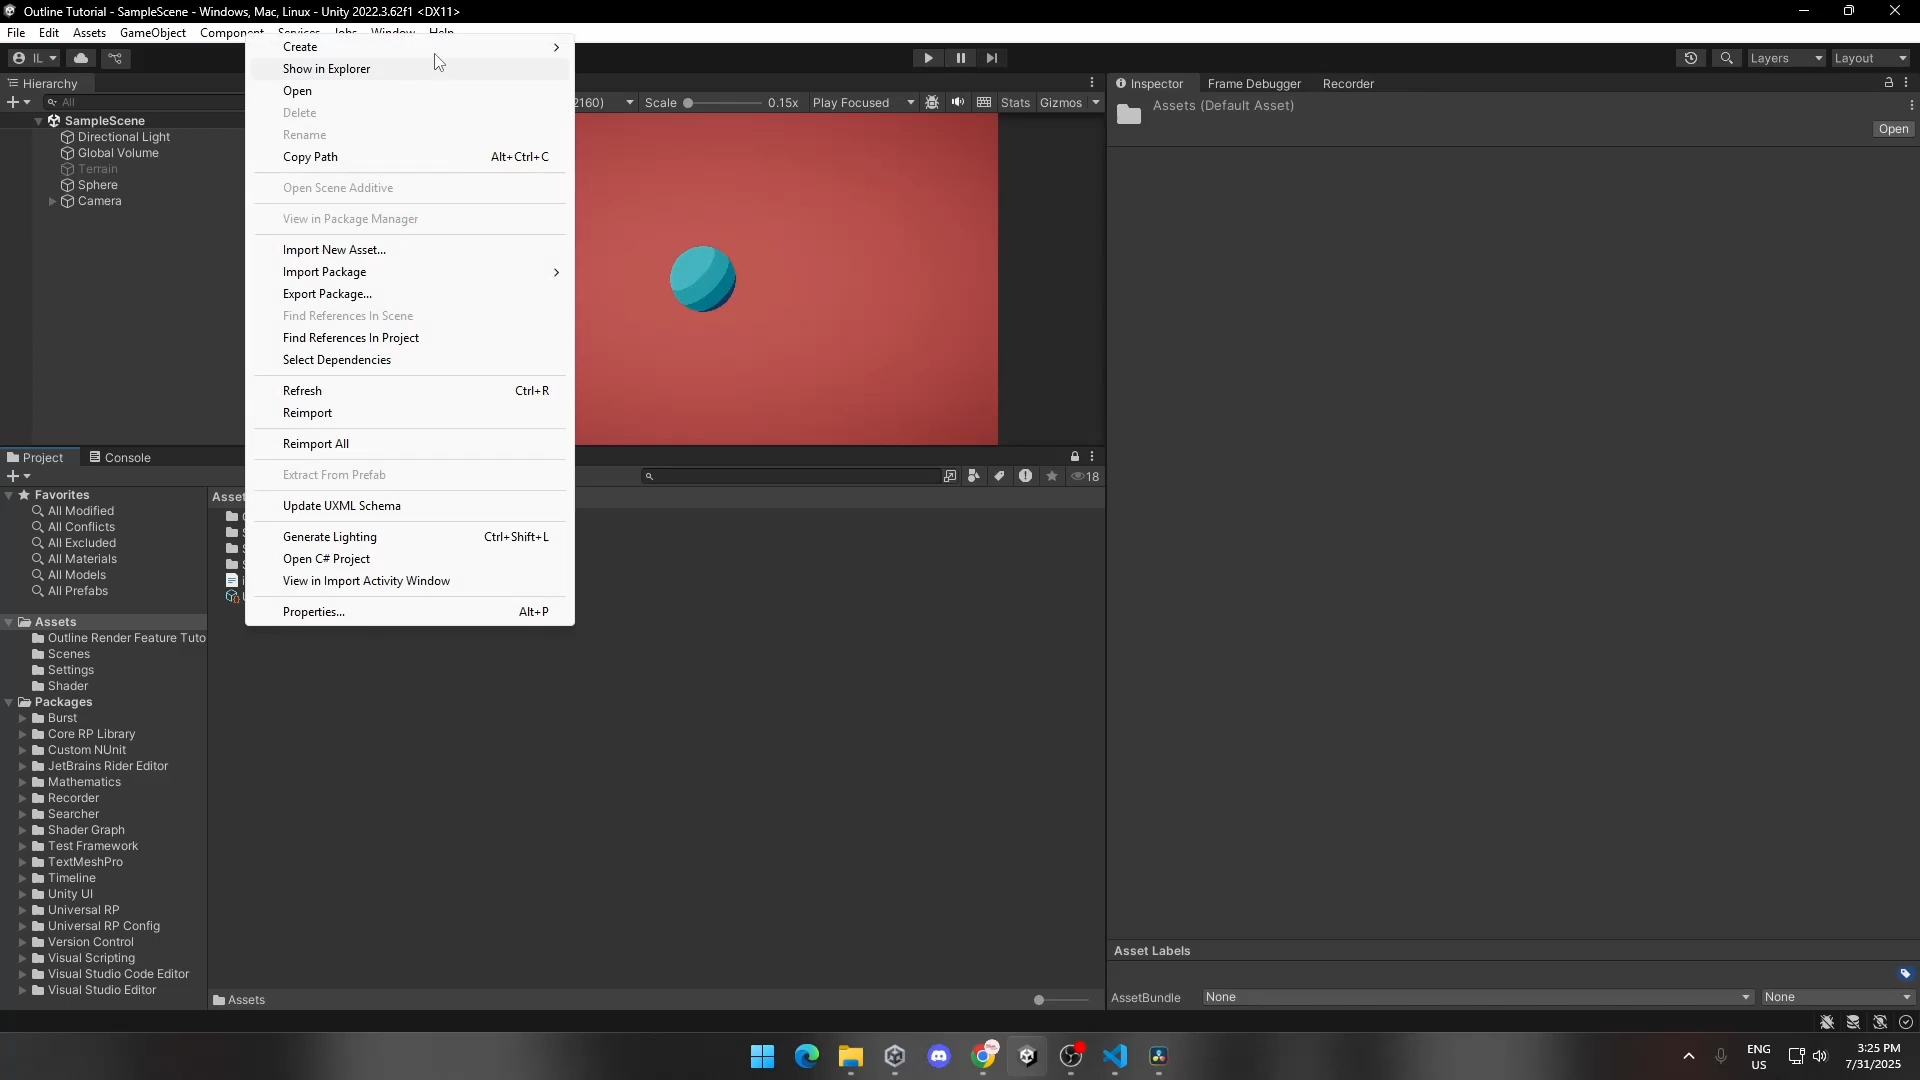 Outline Tutorial - SampleScene - Windows, Mac, Linux - Unity 2022.3.62f1 <DX11>
File Edit Assets GameObject Component Services Jobs Window Help
IL Layers Layout
Hierarchy
All
SampleScene
Directional Light
Global Volume
Terrain
Sphere
Camera
Create
Show in Explorer
Open
Delete
Rename
Copy Path Alt+Ctrl+C
Open Scene Additive
View in Package Manager
Import New Asset...
Import Package
Export Package...
Find References In Scene
Find References In Project
Select Dependencies
Refresh Ctrl+R
Reimport
Reimport All
Extract From Prefab
Update UXML Schema
Generate Lighting Ctrl+Shift+L
Open C# Project
View in Import Activity Window
Properties... Alt+P
2160) Scale 0.15x Play Focused Stats Gizmos
Inspector Frame Debugger Recorder
Assets (Default Asset)
Open
Project Console
18
Favorites
All Modified
All Conflicts
All Excluded
All Materials
All Models
All Prefabs
Assets
Outline Render Feature Tuto
Scenes
Settings
Shader
Packages
Burst
Core RP Library
Custom NUnit
JetBrains Rider Editor
Mathematics
Recorder
Searcher
Shader Graph
Test Framework
TextMeshPro
Timeline
Unity UI
Universal RP
Universal RP Config
Version Control
Visual Scripting
Visual Studio Code Editor
Visual Studio Editor
Asset
Assets
Asset Labels
AssetBundle None None
ENG
US
3:25 PM
7/31/2025